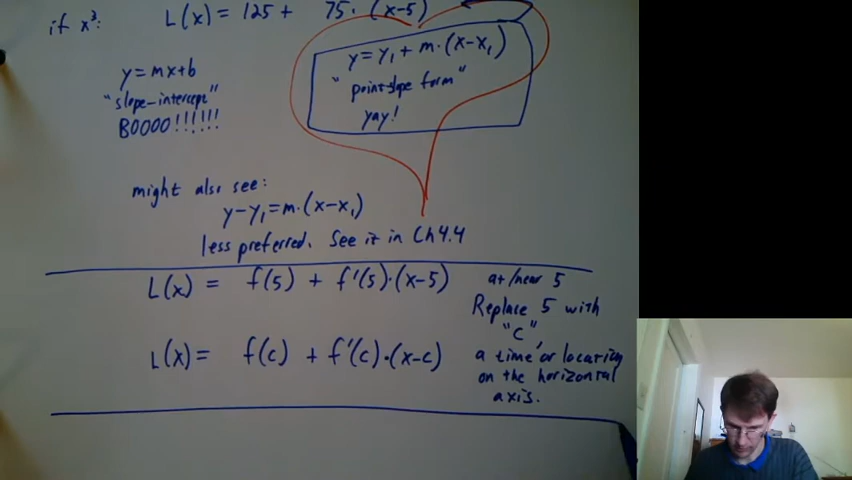 if x³:
L(x) = 125 + 75·(x-5)
y = y₁ + m·(x-x₁)
"point-slope form"
yay!
y = mx+b
"slope-intercept"
BOOOO!!!!!!
might also see:
y-y₁ = m·(x-x₁)
less preferred. See it in Ch 4.4
L(x) = f(5) + f'(5)·(x-5) at/near 5
Replace 5 with
"c",
L(x) = f(c) + f'(c)·(x-c) a time, or location
on the horizontal
axis.